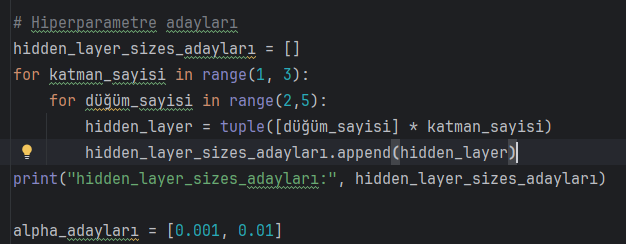 # Hiperparametre adayları
hidden_layer_sizes_adayları = []
for katman_sayisi in range(1, 3):
    for düğüm_sayisi in range(2,5):
        hidden_layer = tuple([düğüm_sayisi] * katman_sayisi)
        hidden_layer_sizes_adayları.append(hidden_layer)
print("hidden_layer_sizes_adayları:", hidden_layer_sizes_adayları)
alpha_adayları = [0.001, 0.01]